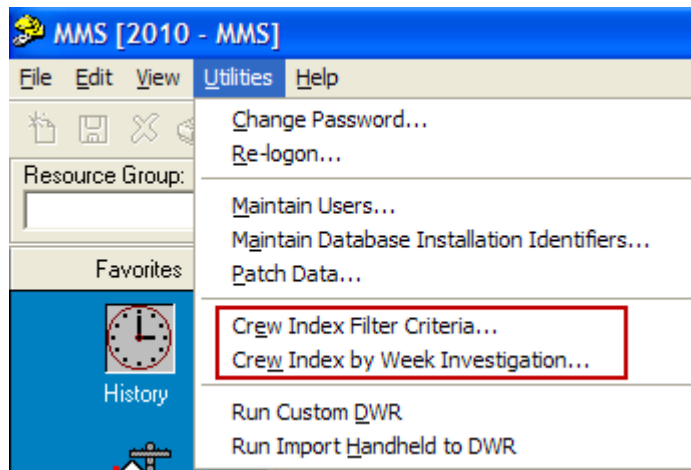 MMS [2010 - MMS]
File Edit View Utilities Help
Change Password...
Re-logon...
Resource Group:
Maintain Users...
Maintain Database Installation Identifiers...
Favorites
Patch Data...
Crew Index Filter Criteria...
Crew Index by Week Investigation...
History
Run Custom DWR
Run Import Handheld to DWR